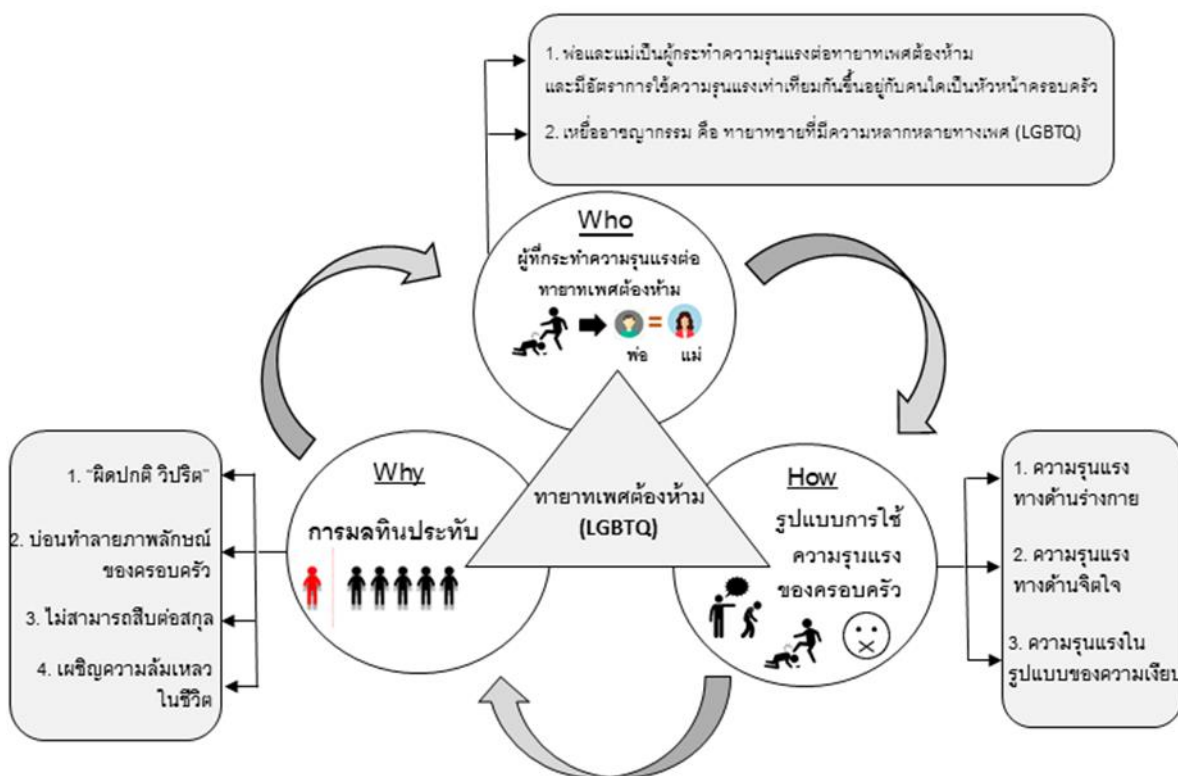 1. พ่อและแม่เป็นผู้กระทำความรุนแรงต่อทายาทเพศต้องห้าม
และมีอัตราการใช้ความรุนแรงเท่าเทียมกันขึ้นอยู่กับคนใดเป็นหัวหน้าครอบครัว
2. เหยื่ออาชญากรรม คือ ทายาทชายที่มีความหลากหลายทางเพศ (LGBTQ)
Who
ผู้ที่กระทำความรุนแรงต่อ
ทายาทเพศต้องห้าม
พ่อ
แม่
ทายาทเพศต้องห้าม
(LGBTQ)
How
รูปแบบการใช้
ความรุนแรง
ของครอบครัว
1. ความรุนแรง
ทางด้านร่างกาย
2. ความรุนแรง
ทางด้านจิตใจ
3. ความรุนแรงใน
รูปแบบของความเงียบ
Why
การมลทินประทับ
1. "ผิดปกติ วิปริต"
2. บ่อนทำลายภาพลักษณ์
ของครอบครัว
3. ไม่สามารถสืบต่อสกุล
4. เผชิญความล้มเหลว
ในชีวิต